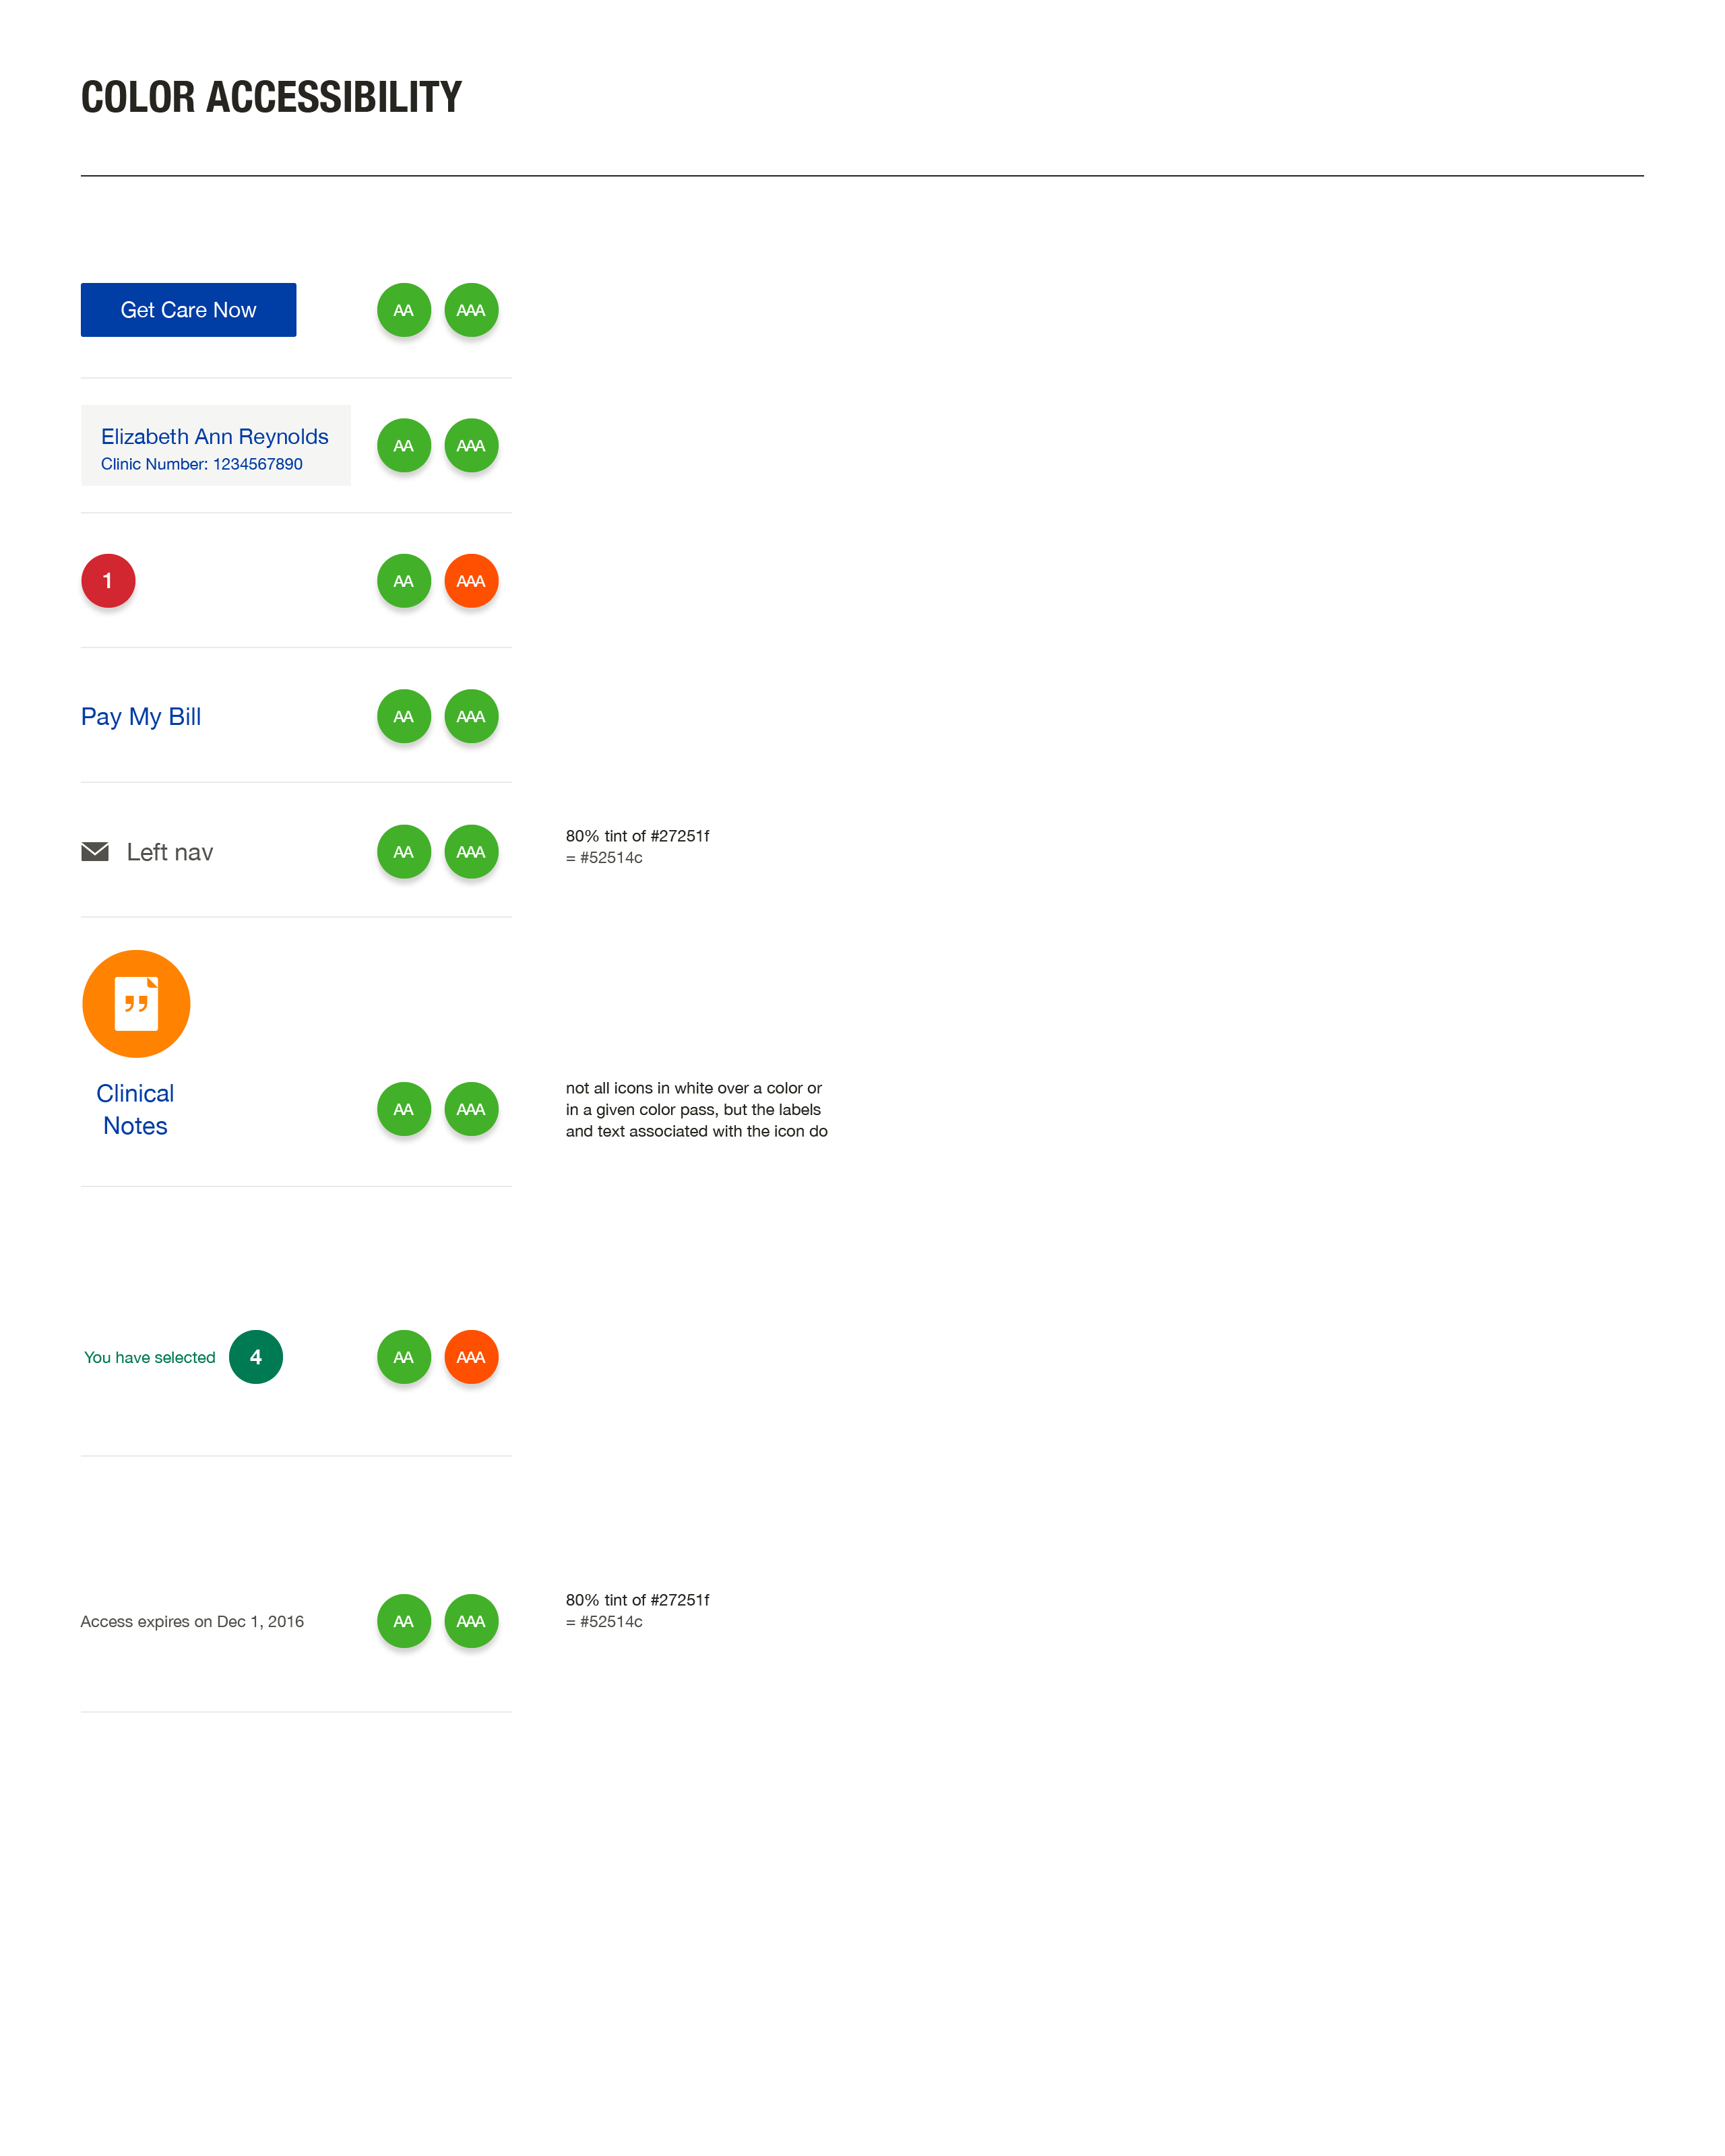 COLOR ACCESSIBILITY
Get Care Now
AA AAA
Elizabeth Ann Reynolds
Clinic Number: 1234567890
AA AAA
1
AA AAA
Pay My Bill
AA AAA
Left nav
AA AAA
80% tint of #27251f
= #52514c
Clinical
Notes
AA AAA
not all icons in white over a color or
in a given color pass, but the labels
and text associated with the icon do
You have selected 4
AA AAA
Access expires on Dec 1, 2016
AA AAA
80% tint of #27251f
= #52514c